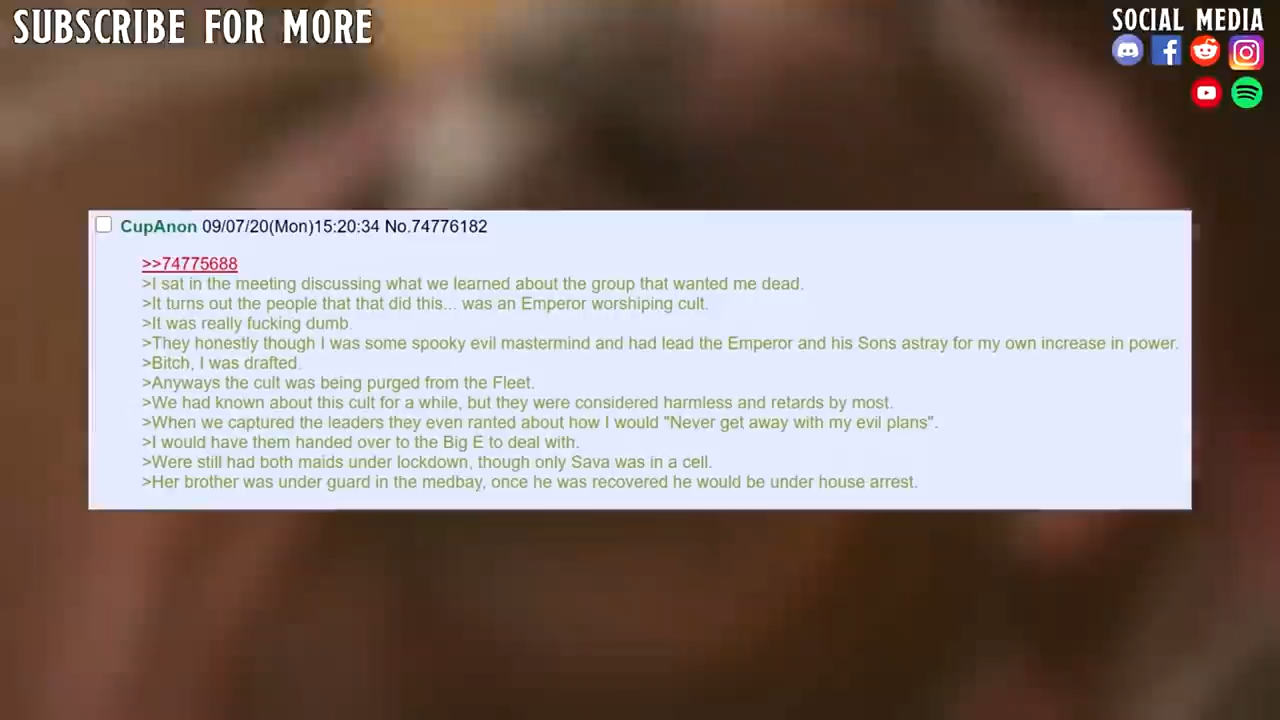 SUBSCRIBE FOR MORE
SOCIAL MEDIA
CupAnon 09/07/20(Mon)15:20:34 No.74776182
>>74775688
>I sat in the meeting discussing what we learned about the group that wanted me dead.
>It turns out the people that that did this... was an Emperor worshiping cult.
>It was really fucking dumb.
>They honestly though I was some spooky evil mastermind and had lead the Emperor and his Sons astray for my own increase in power.
>Bitch, I was drafted.
>Anyways the cult was being purged from the Fleet.
>We had known about this cult for a while, but they were considered harmless and retards by most.
>When we captured the leaders they even ranted about how I would "Never get away with my evil plans".
>I would have them handed over to the Big E to deal with.
>Were still had both maids under lockdown, though only Sava was in a cell.
>Her brother was under guard in the medbay, once he was recovered he would be under house arrest.